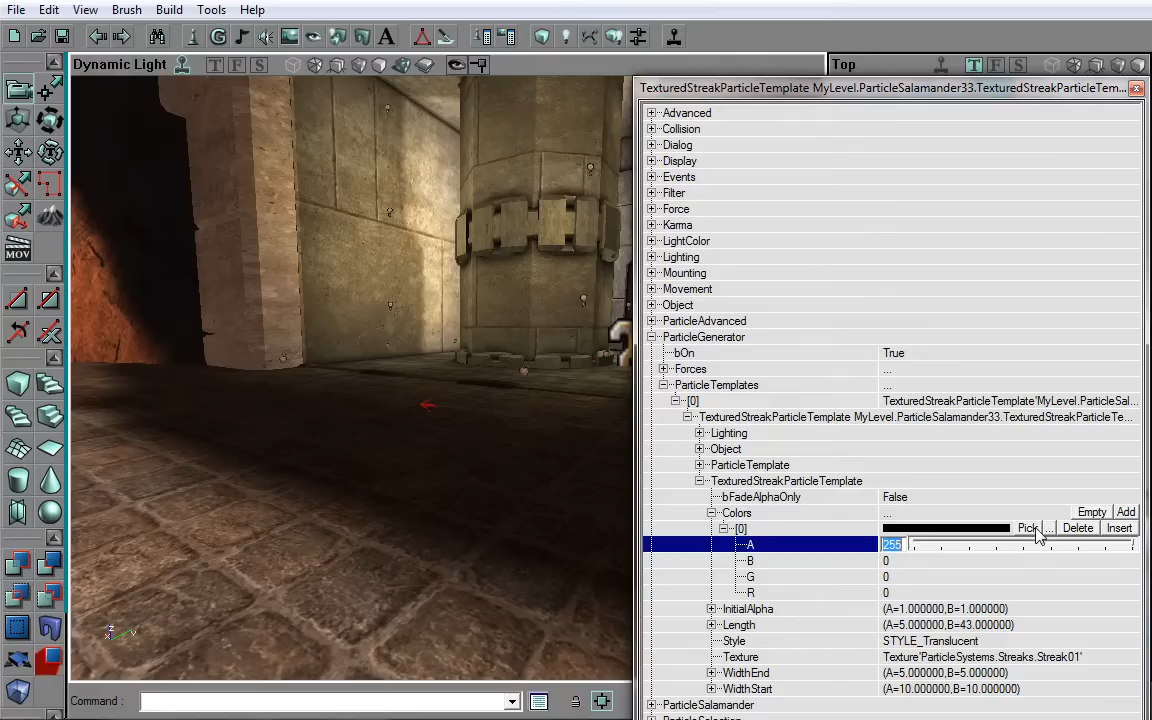 File Edit View Brush Build Tools Help
Dynamic Light T F S
Top T F S
TexturedStreakParticleTemplate MyLevel.ParticleSalamander33.TexturedStreakParticleTem...
Advanced
Collision
Dialog
Display
Events
Filter
Force
Karma
LightColor
Lighting
Mounting
Movement
Object
ParticleAdvanced
ParticleGenerator
bOn True
Forces ...
ParticleTemplates ...
[0] TexturedStreakParticleTemplate'MyLevel.ParticleSal...
TexturedStreakParticleTemplate MyLevel.ParticleSalamander33.TexturedStreakParticleTe...
Lighting
Object
ParticleTemplate
TexturedStreakParticleTemplate
bFadeAlphaOnly False
Colors ... Empty Add
[0] Pick ... Delete Insert
A 255
B 0
G 0
R 0
InitialAlpha (A=1.000000,B=1.000000)
Length (A=5.000000,B=43.000000)
Style STYLE_Translucent
Texture Texture'ParticleSystems.Streaks.Streak01'
WidthEnd (A=5.000000,B=5.000000)
WidthStart (A=10.000000,B=10.000000)
ParticleSalamander
MOV
Command :